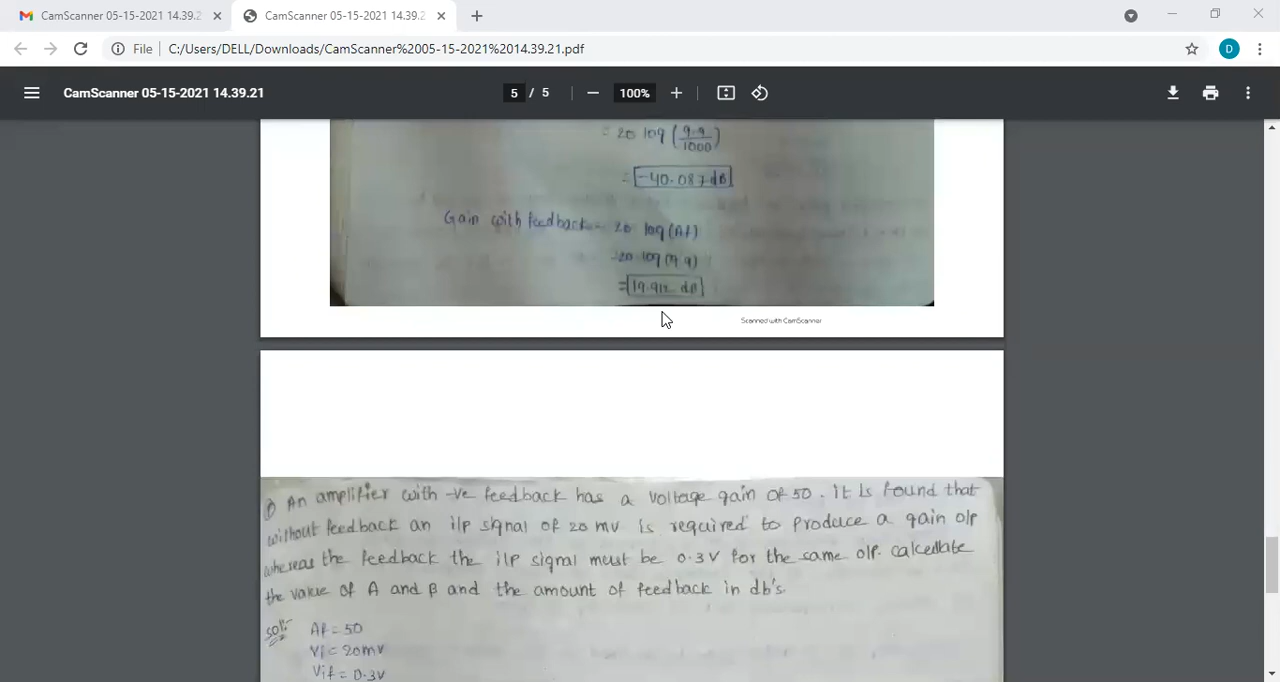 CamScanner 05-15-2021 14.39.2
CamScanner 05-15-2021 14.39.2
File | C:/Users/DELL/Downloads/CamScanner%2005-15-2021%2014.39.21.pdf
D
CamScanner 05-15-2021 14.39.21
5 / 5
100%
= 20 log (9.9/1000)
= -40.087 dB
Gain with feedback = 20 log (Af)
= 20 log (9.9)
= 19.912 dB
Scanned with CamScanner
An amplifier with -ve feedback has a voltage gain of 50. it is found that
without feedback an i/p signal of 20 mv is required to produce a gain o/p
whereas the feedback the i/p signal must be 0.3 V for the same o/p. calculate
the value of A and β and the amount of feedback in db's.
Sol:-
Af = 50
Vi = 20mV
Vif = 0.3V